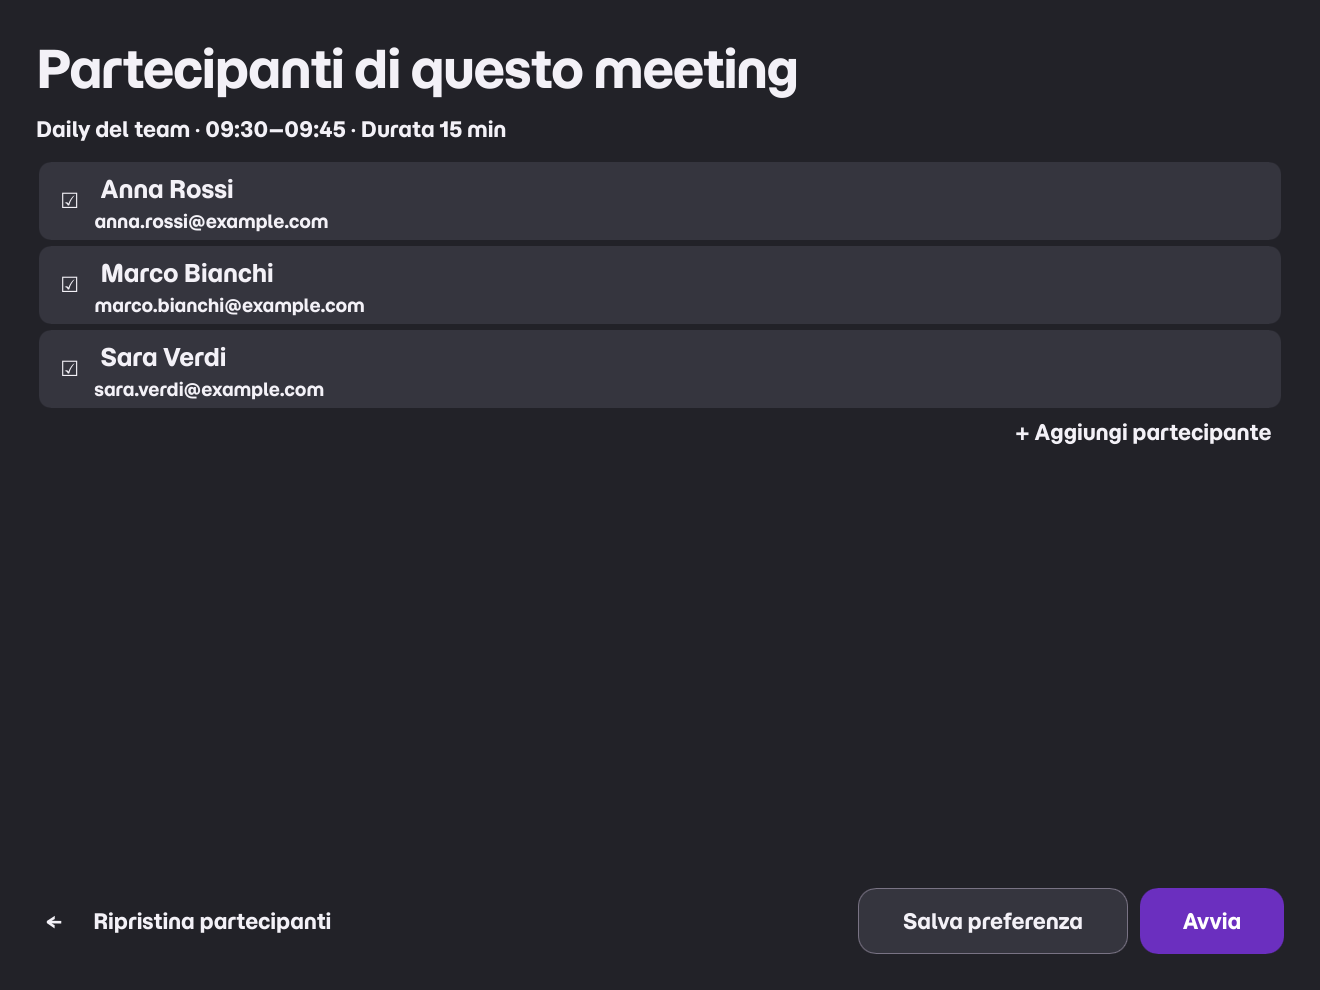 Partecipanti di questo meeting
Daily del team · 09:30–09:45 · Durata 15 min
☑ Anna Rossi
anna.rossi@example.com
☑ Marco Bianchi
marco.bianchi@example.com
☑ Sara Verdi
sara.verdi@example.com
+ Aggiungi partecipante
← Ripristina partecipanti
Salva preferenza
Avvia